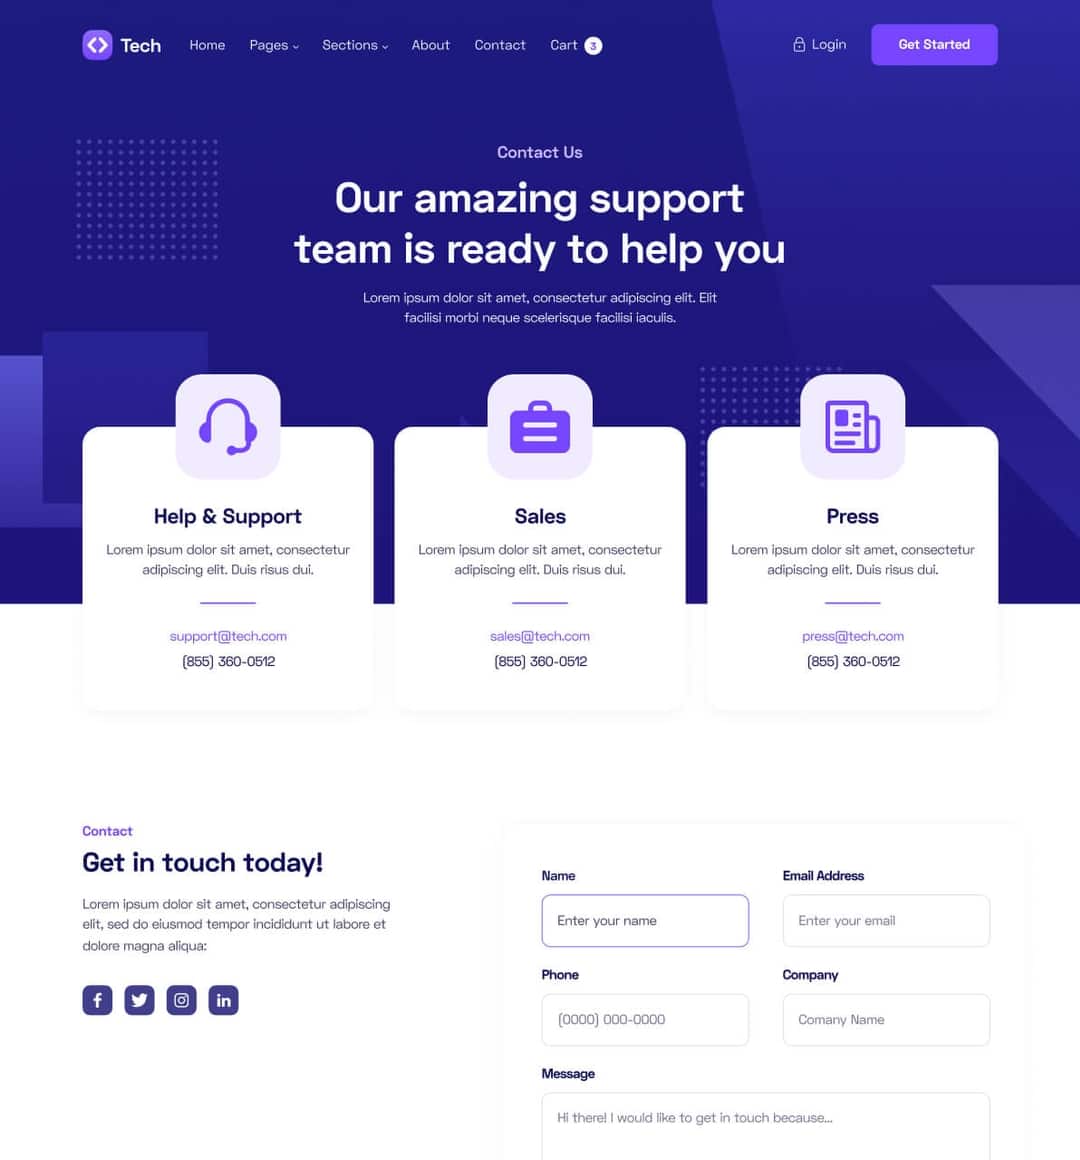 Tech Home Pages Sections About Contact Cart 3 Login Get Started
Contact Us
Our amazing support
team is ready to help you
Lorem ipsum dolor sit amet, consectetur adipiscing elit. Elit
facilisi morbi neque scelerisque facilisi iaculis.
Help & Support
Lorem ipsum dolor sit amet, consectetur
adipiscing elit. Duis risus dui.
support@tech.com
(855) 360-0512
Sales
Lorem ipsum dolor sit amet, consectetur
adipiscing elit. Duis risus dui.
sales@tech.com
(855) 360-0512
Press
Lorem ipsum dolor sit amet, consectetur
adipiscing elit. Duis risus dui.
press@tech.com
(855) 360-0512
Contact
Get in touch today!
Lorem ipsum dolor sit amet, consectetur adipiscing
elit, sed do eiusmod tempor incididunt ut labore et
dolore magna aliqua:
f
in
Name
Enter your name
Email Address
Enter your email
Phone
(0000) 000-0000
Company
Comany Name
Message
Hi there! I would like to get in touch because...